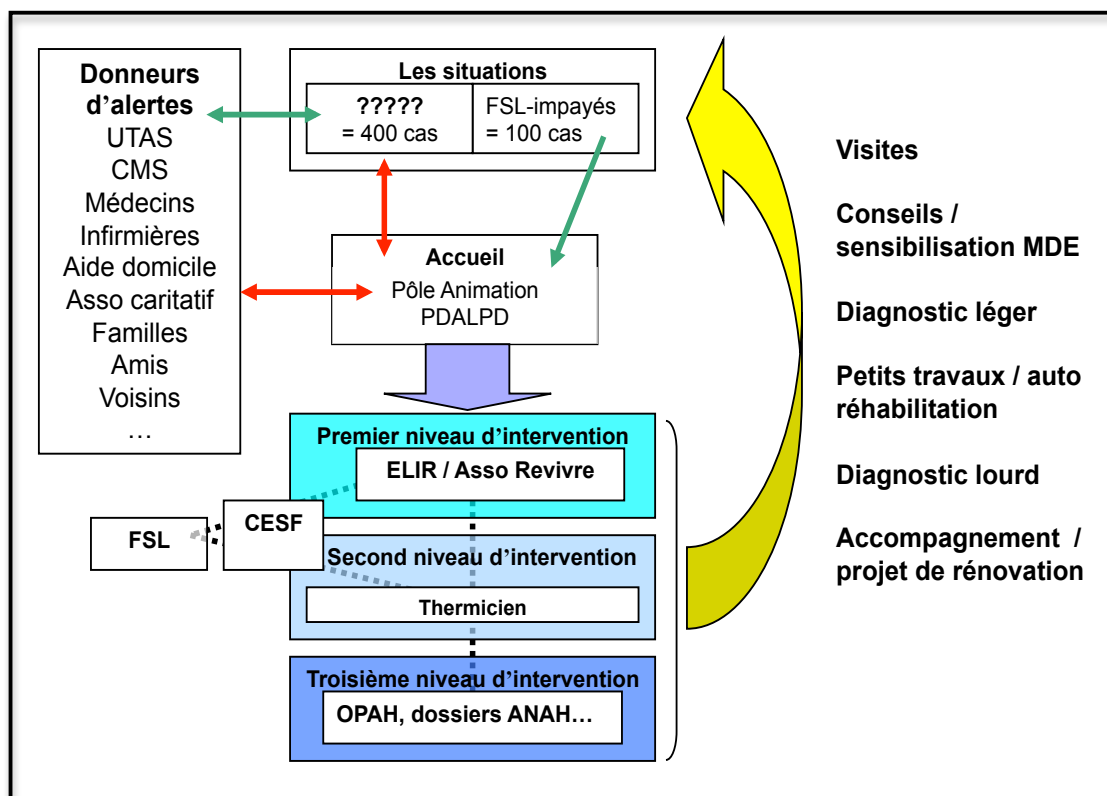 Donneurs
d’alertes
UTAS
CMS
Médecins
Infirmières
Aide domicile
Asso caritatif
Familles
Amis
Voisins
…
Les situations
?????
= 400 cas
FSL-impayés
= 100 cas
Accueil
Pôle Animation
PDALPD
Premier niveau d’intervention
ELIR / Asso Revivre
CESF
FSL
Second niveau d’intervention
Thermicien
Troisième niveau d’intervention
OPAH, dossiers ANAH…
Visites
Conseils /
sensibilisation MDE
Diagnostic léger
Petits travaux / auto
réhabilitation
Diagnostic lourd
Accompagnement /
projet de rénovation